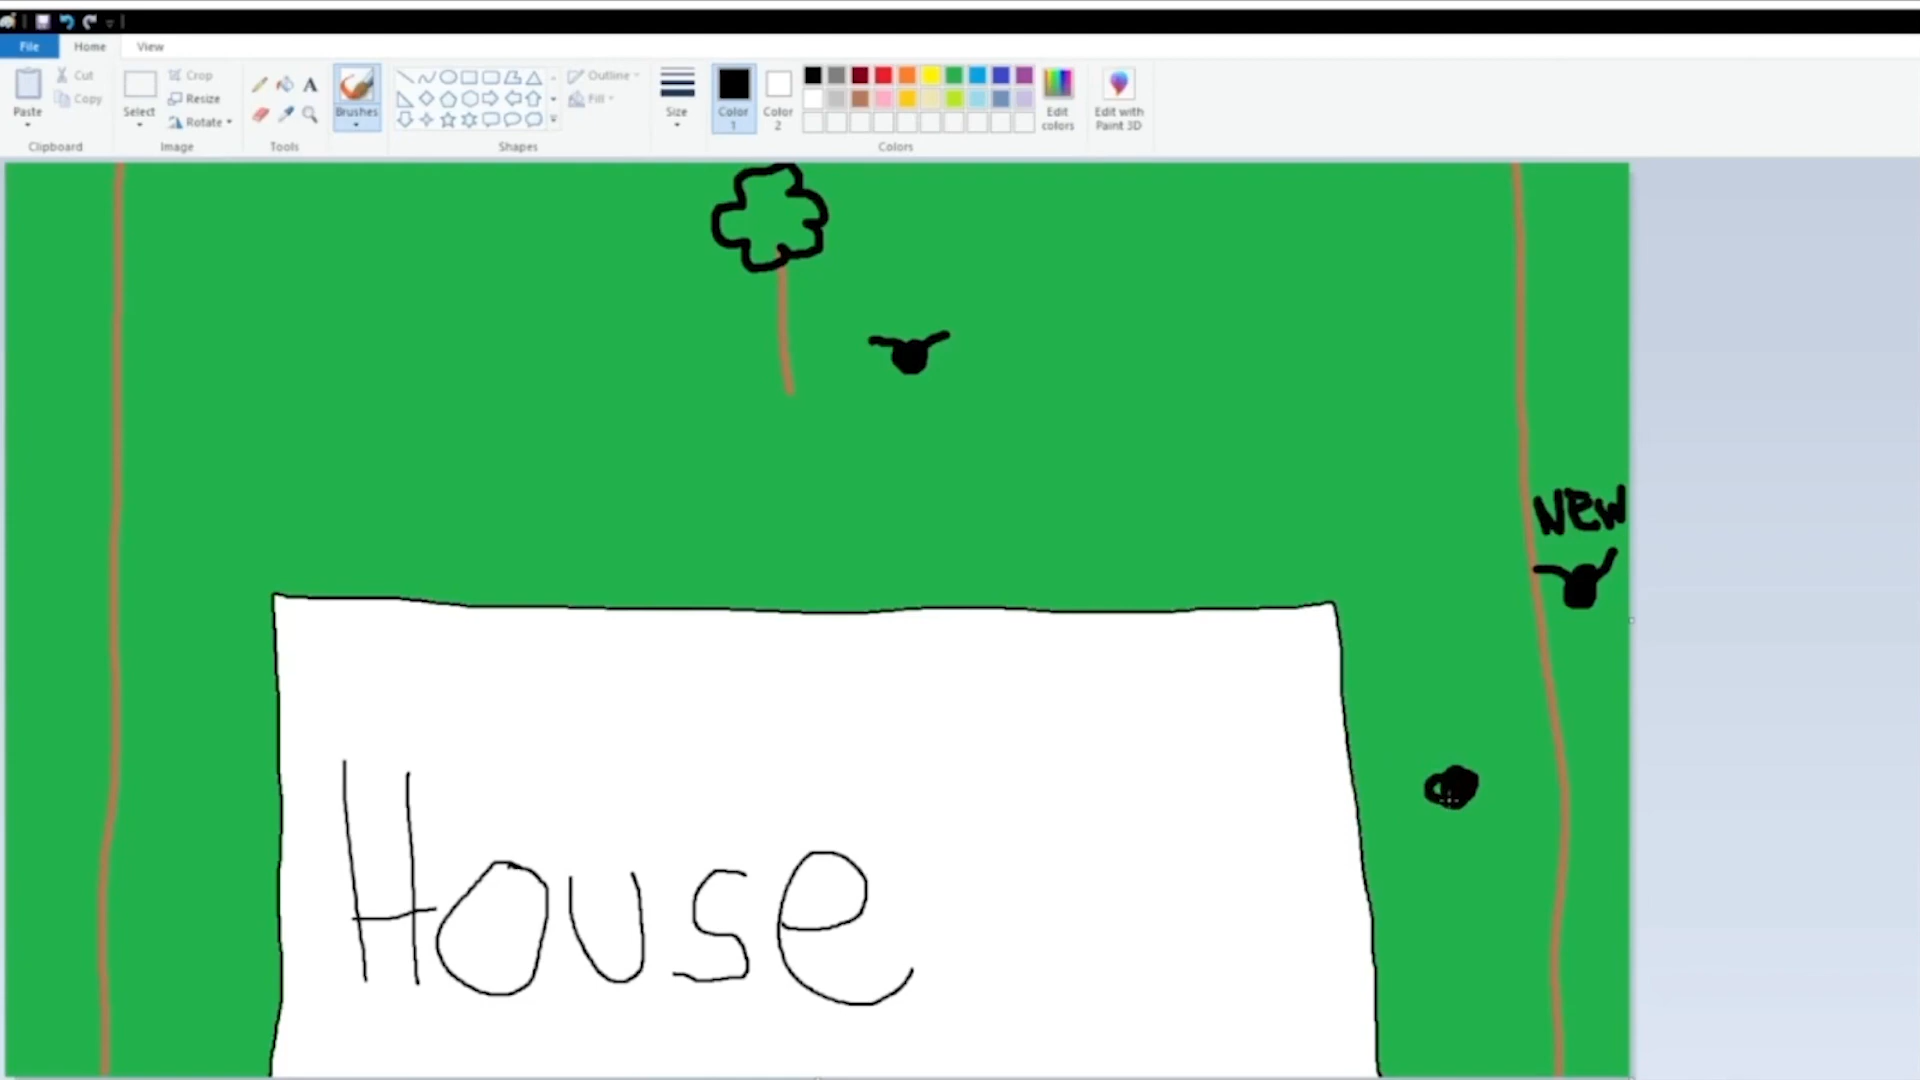 File Home View
Cut
Copy
Paste
Clipboard
Crop
Resize
Rotate
Select
Image
A
Tools
Brushes
Outline
Fill
Shapes
Size
Color
1
Color
2
Edit
colors
Colors
Edit with
Paint 3D
NEW
House